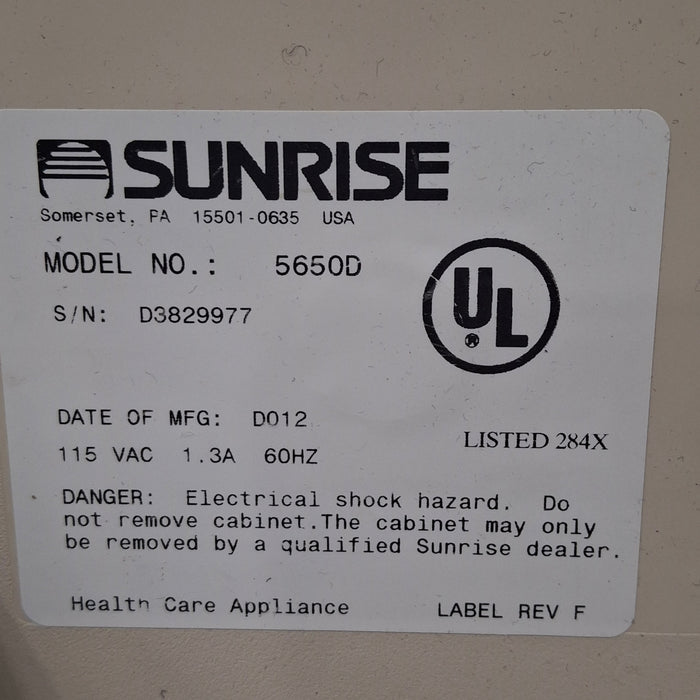 SUNRISE
Somerset, PA 15501-0635 USA
MODEL NO.: 5650D
UL
®
S/N: D3829977
DATE OF MFG: D012
LISTED 284X
115 VAC 1.3A 60HZ
DANGER: Electrical shock hazard. Do
not remove cabinet.The cabinet may only
be removed by a qualified Sunrise dealer.
Health Care Appliance
LABEL REV F